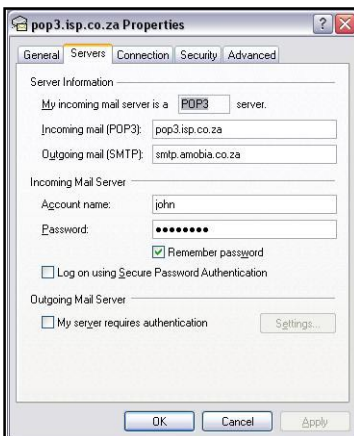 pop3.isp.co.za Properties
General Servers Connection Security Advanced
Server Information
My incoming mail server is a POP3 server.
Incoming mail (POP3): pop3.isp.co.za
Outgoing mail (SMTP): smtp.amobia.co.za
Incoming Mail Server
Account name: john
Password: ••••••••
Remember password
Log on using Secure Password Authentication
Outgoing Mail Server
My server requires authentication Settings...
OK Cancel Apply